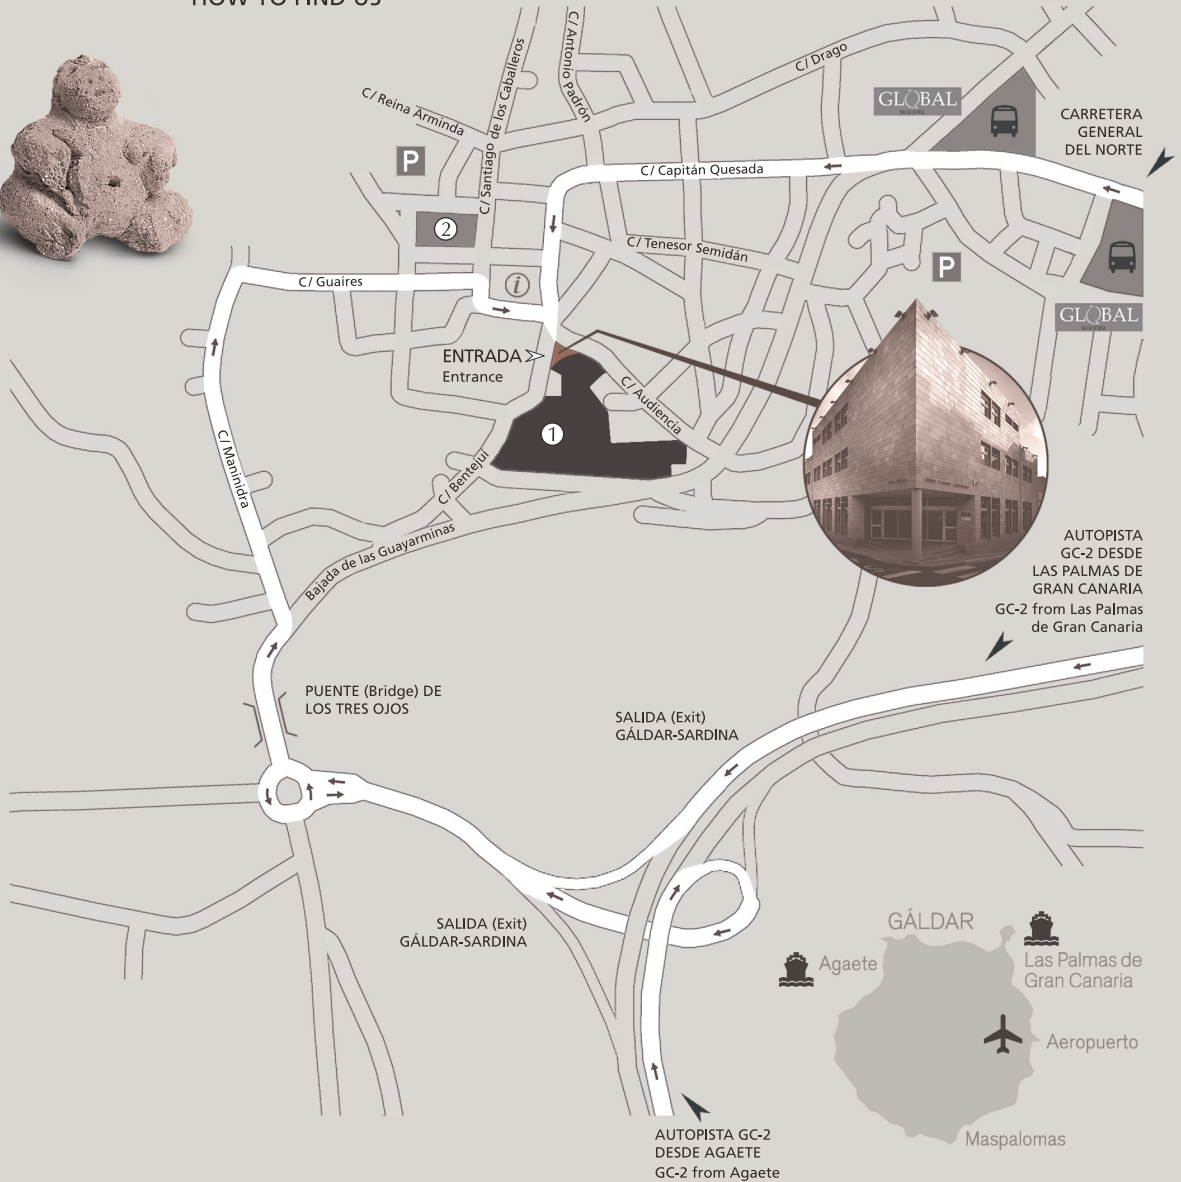 HOW TO FIND US
C/ Santiago de los Caballeros
C/ Antonio Padrón
C/ Drago
C/ Reina Arminda
GLOBAL
CARRETERA
GENERAL
DEL NORTE
P
C/ Capitán Quesada
2
C/ Tenesor Semidán
P
C/ Guaires
i
GLOBAL
ENTRADA
Entrance
C/ Audiencia
1
C/ Maninidra
C/ Bentejuí
Bajada de las Guayarminas
AUTOPISTA
GC-2 DESDE
LAS PALMAS DE
GRAN CANARIA
GC-2 from Las Palmas
de Gran Canaria
PUENTE (Bridge) DE
LOS TRES OJOS
SALIDA (Exit)
GÁLDAR-SARDINA
SALIDA (Exit)
GÁLDAR-SARDINA
GÁLDAR
Agaete
Las Palmas de
Gran Canaria
Aeropuerto
Maspalomas
AUTOPISTA GC-2
DESDE AGAETE
GC-2 from Agaete